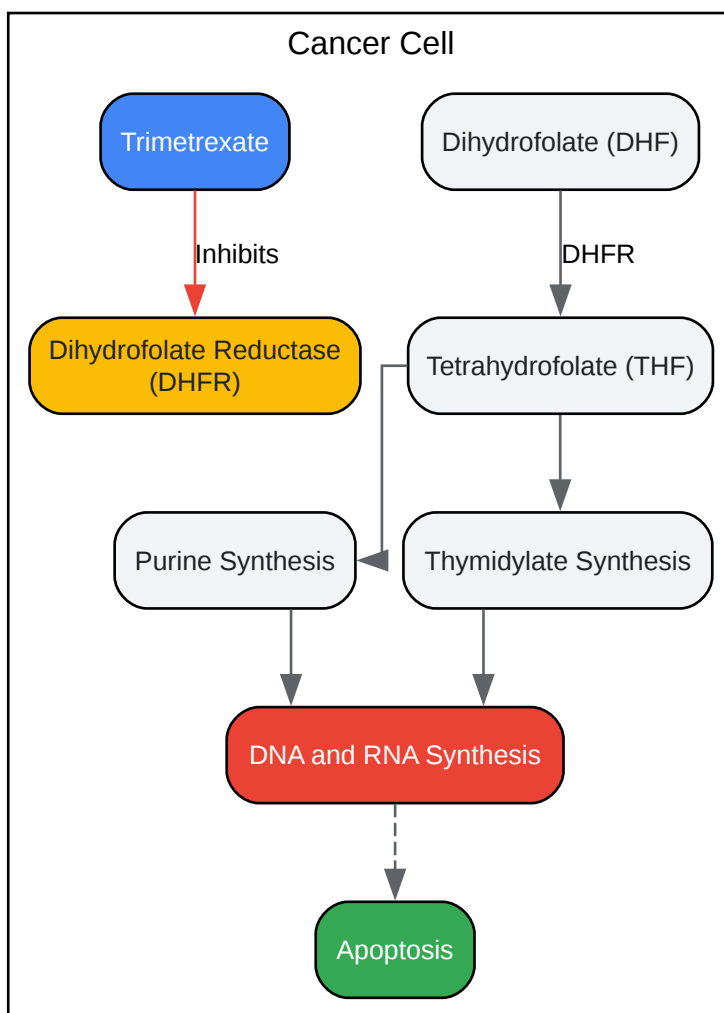 Cancer Cell
Trimetrexate
Dihydrofolate (DHF)
Inhibits
DHFR
Dihydrofolate Reductase
(DHFR)
Tetrahydrofolate (THF)
Purine Synthesis
Thymidylate Synthesis
DNA and RNA Synthesis
Apoptosis